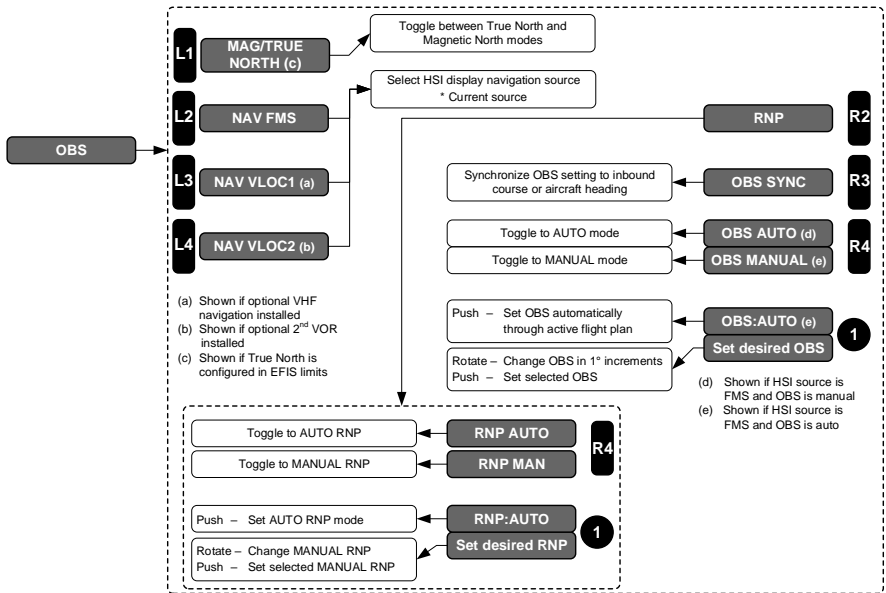 OBS
L1
MAG/TRUE
NORTH (c)
Toggle between True North and
Magnetic North modes
L2
NAV FMS
Select HSI display navigation source
* Current source
L3
NAV VLOC1 (a)
L4
NAV VLOC2 (b)
(a) Shown if optional VHF
navigation installed
(b) Shown if optional 2nd VOR
installed
(c) Shown if True North is
configured in EFIS limits
RNP
R2
Synchronize OBS setting to inbound
course or aircraft heading
OBS SYNC
R3
Toggle to AUTO mode
OBS AUTO (d)
Toggle to MANUAL mode
OBS MANUAL (e)
R4
Push – Set OBS automatically
through active flight plan
OBS:AUTO (e)
Rotate – Change OBS in 1° increments
Push – Set selected OBS
Set desired OBS
1
(d) Shown if HSI source is
FMS and OBS is manual
(e) Shown if HSI source is
FMS and OBS is auto
Toggle to AUTO RNP
RNP AUTO
Toggle to MANUAL RNP
RNP MAN
R4
Push – Set AUTO RNP mode
RNP:AUTO
Rotate – Change MANUAL RNP
Push – Set selected MANUAL RNP
Set desired RNP
1